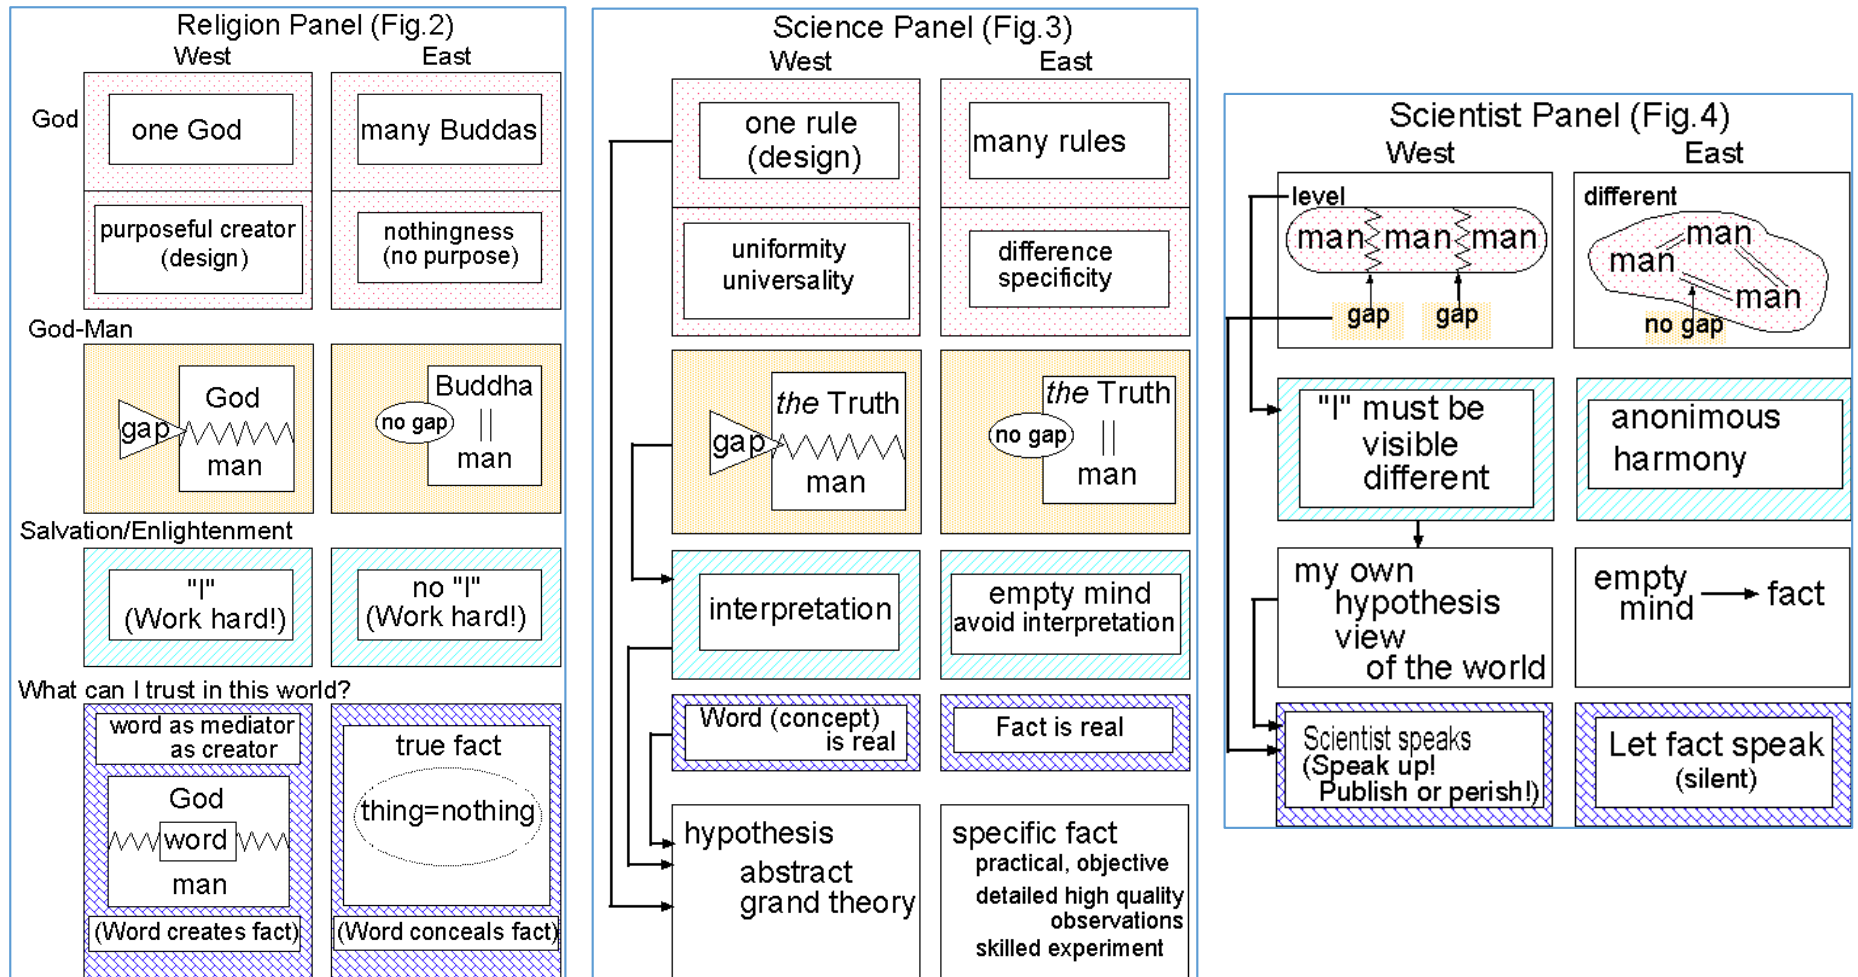 Religion Panel (Fig.2)
West
East
God
one God
many Buddas
purposeful creator
(design)
nothingness
(no purpose)
God-Man
gap
God
man
no gap
Buddha
||
man
Salvation/Enlightenment
"I"
(Work hard!)
no "I"
(Work hard!)
What can I trust in this world?
word as mediator
as creator
God
word
man
(Word creates fact)
true fact
thing=nothing
(Word conceals fact)
Science Panel (Fig.3)
West
East
one rule
(design)
many rules
uniformity
universality
difference
specificity
gap
the Truth
man
no gap
the Truth
||
man
interpretation
empty mind
avoid interpretation
Word (concept)
is real
Fact is real
hypothesis
abstract
grand theory
specific fact
practical, objective
detailed high quality
observations
skilled experiment
Scientist Panel (Fig.4)
West
East
level
man man man
gap gap
different
man
man
man
no gap
"I" must be
visible
different
anonimous
harmony
my own
hypothesis
view
of the world
empty
mind
fact
Scientist speaks
(Speak up!
Publish or perish!)
Let fact speak
(silent)